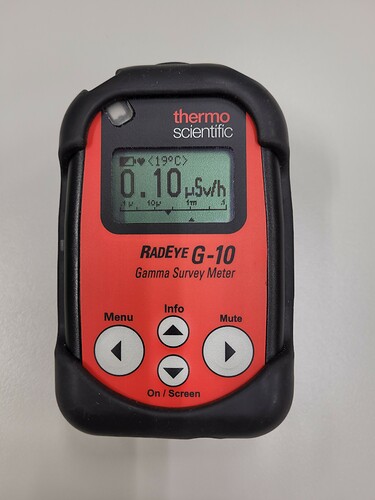 thermo
scientific
(19°C)
0.10 µSv/h
1µ 10µ 1m
RADEYE G-10
Gamma Survey Meter
Menu
Info
Mute
On / Screen